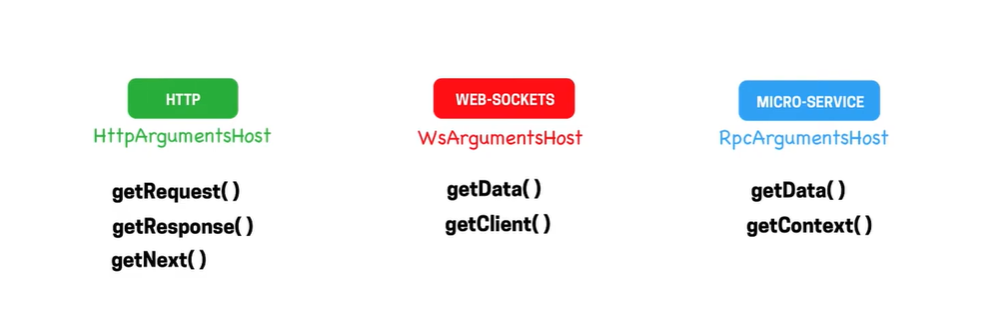 HTTP
HttpArgumentsHost
getRequest( )
getResponse( )
getNext( )
WEB-SOCKETS
WsArgumentsHost
getData( )
getClient( )
MICRO-SERVICE
RpcArgumentsHost
getData( )
getContext( )